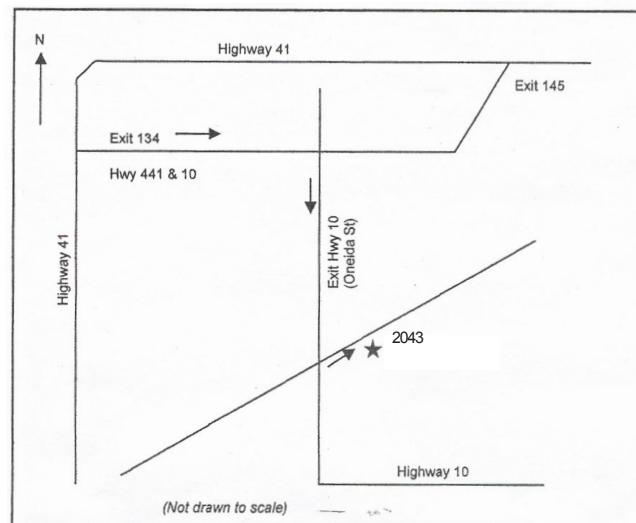 Highway 41
N
Exit 145
Exit 134
Hwy 441 & 10
Highway 41
Exit Hwy 10
(Oneida St)
2043
Highway 10
(Not drawn to scale)